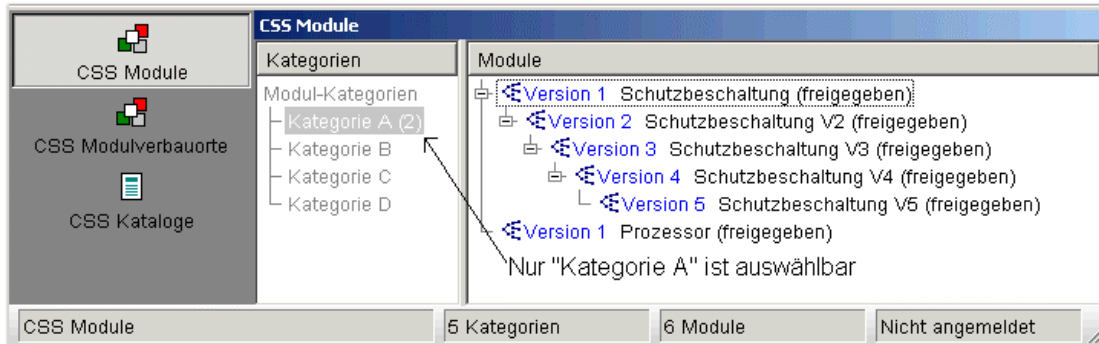 CSS Module
CSS Modulverbauorte
CSS Kataloge
CSS Module
Kategorien
Modul-Kategorien
Kategorie A (2)
Kategorie B
Kategorie C
Kategorie D
Module
Version 1 Schutzbeschaltung (freigegeben)
Version 2 Schutzbeschaltung V2 (freigegeben)
Version 3 Schutzbeschaltung V3 (freigegeben)
Version 4 Schutzbeschaltung V4 (freigegeben)
Version 5 Schutzbeschaltung V5 (freigegeben)
Version 1 Prozessor (freigegeben)
Nur "Kategorie A" ist auswählbar
CSS Module
5 Kategorien
6 Module
Nicht angemeldet